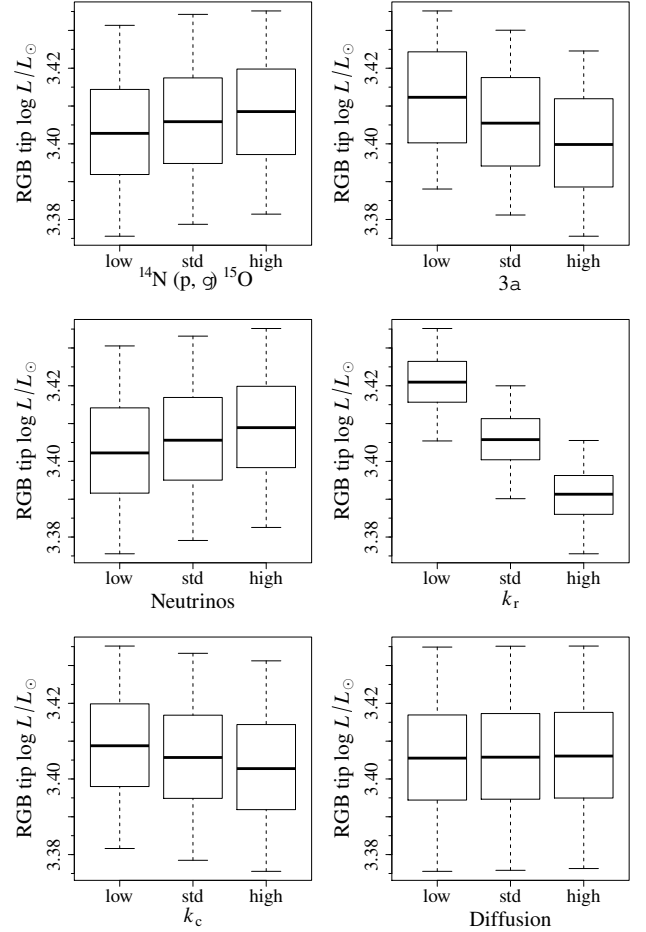 RGB tip log L/L☉
3.38 3.40 3.42
low std high
¹⁴N (p, g) ¹⁵O
RGB tip log L/L☉
3.38 3.40 3.42
low std high
3a
RGB tip log L/L☉
3.38 3.40 3.42
low std high
Neutrinos
RGB tip log L/L☉
3.38 3.40 3.42
low std high
kᵣ
RGB tip log L/L☉
3.38 3.40 3.42
low std high
k_c
RGB tip log L/L☉
3.38 3.40 3.42
low std high
Diffusion